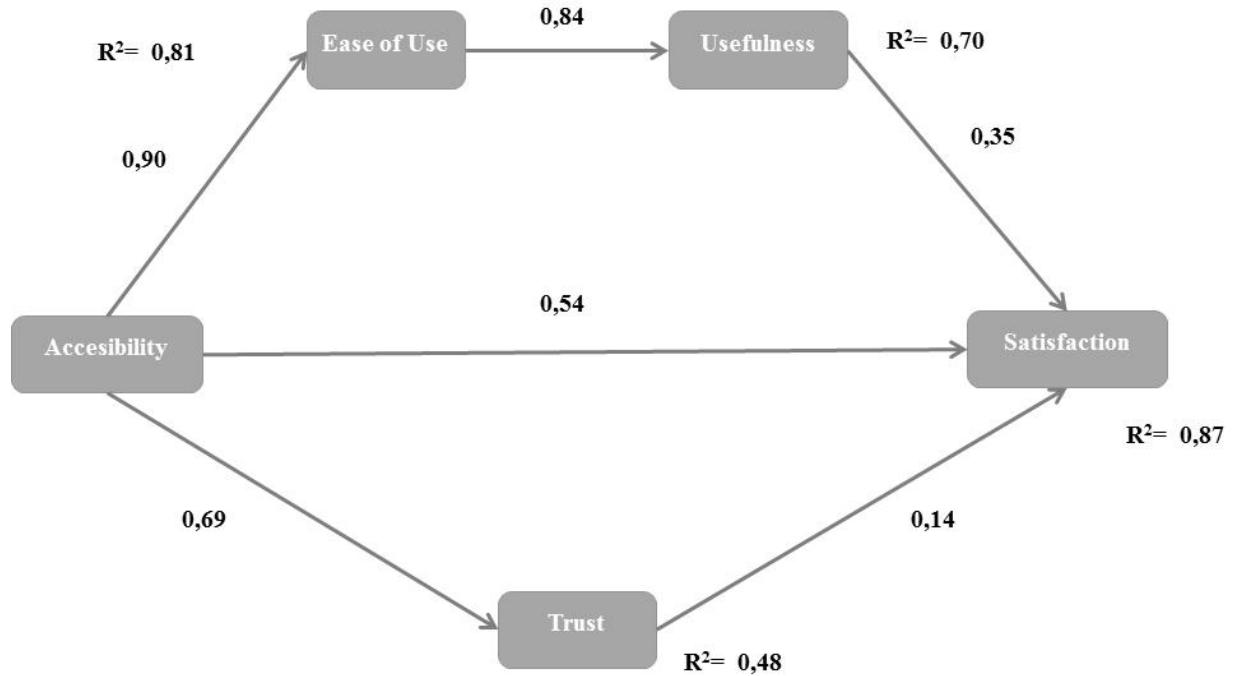 0,84
Ease of Use
Usefulness
R²= 0,81
R²= 0,70
0,35
0,90
0,54
Accesibility
Satisfaction
R²= 0,87
0,69
0,14
Trust
R²= 0,48